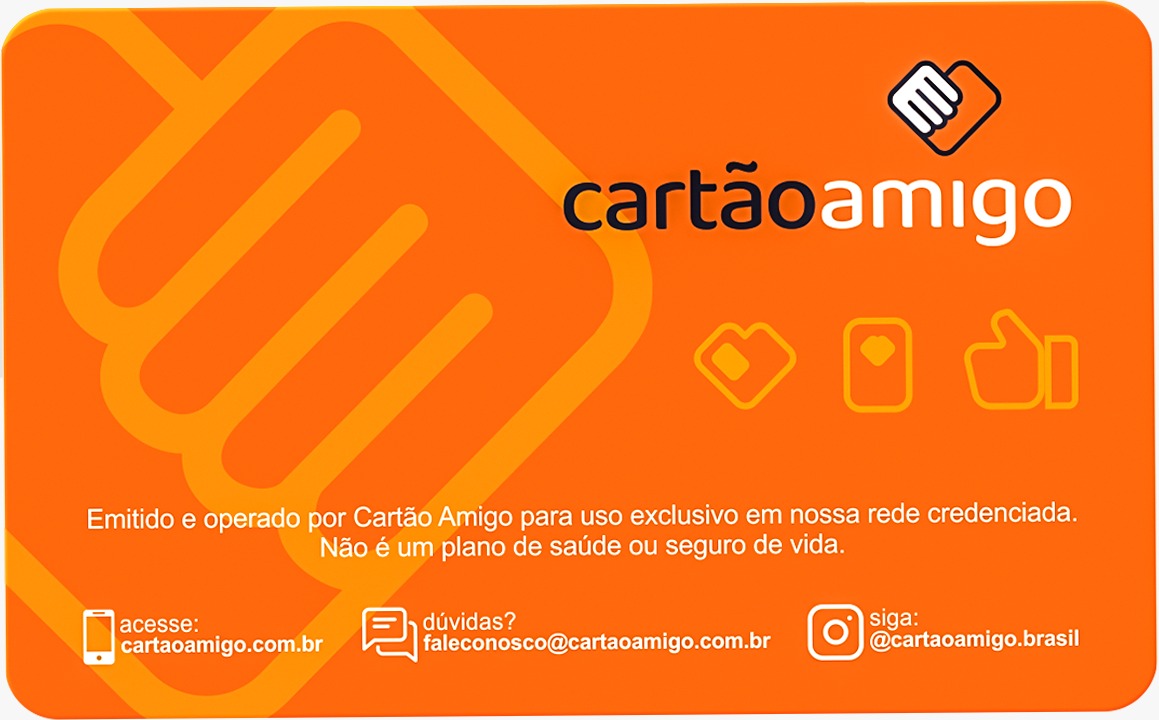 cartãoamigo
Emitido e operado por Cartão Amigo para uso exclusivo em nossa rede credenciada.
Não é um plano de saúde ou seguro de vida.
acesse:
cartaoamigo.com.br
dúvidas?
faleconosco@cartaoamigo.com.br
siga:
@cartaoamigo.brasil